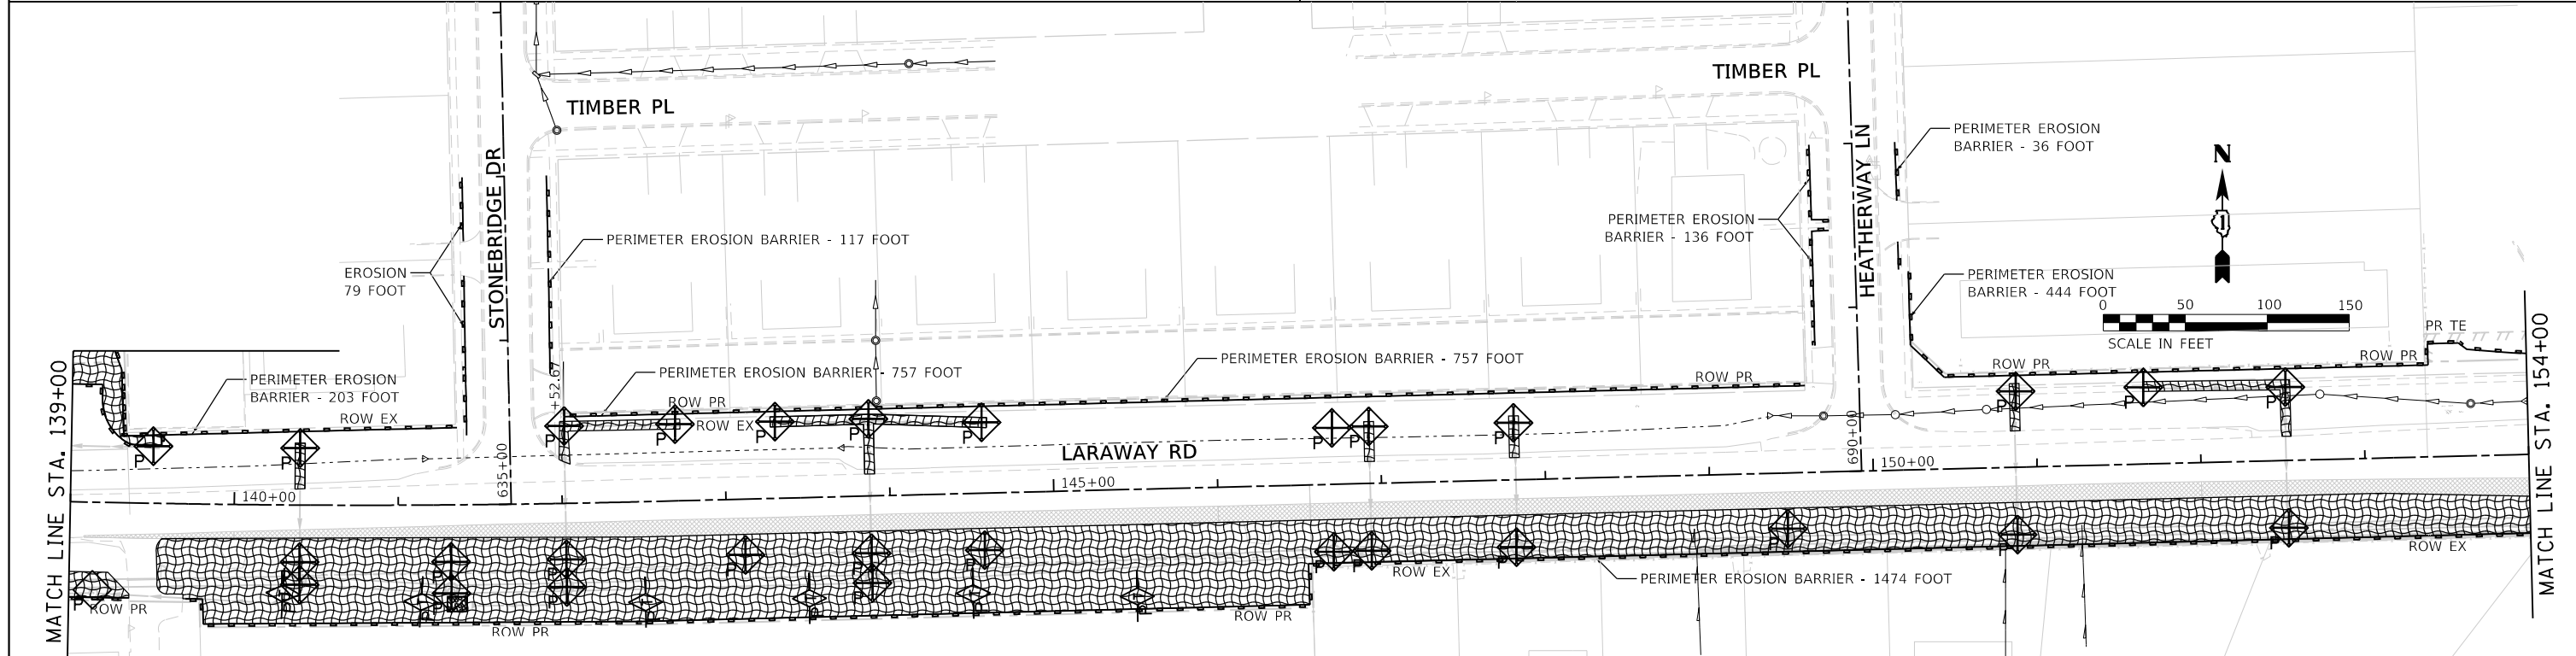 TIMBER PL
TIMBER PL
STONEBRIDGE DR
HEATHERWAY LN
PERIMETER EROSION
BARRIER - 36 FOOT
N
PERIMETER EROSION BARRIER - 117 FOOT
PERIMETER EROSION
BARRIER - 136 FOOT
EROSION
79 FOOT
PERIMETER EROSION
BARRIER - 444 FOOT
0 50 100 150
SCALE IN FEET
PR TE
PERIMETER EROSION
BARRIER - 203 FOOT
ROW EX
+52.67
PERIMETER EROSION BARRIER - 757 FOOT
PERIMETER EROSION BARRIER - 757 FOOT
ROW PR
ROW PR
ROW EX
ROW PR
ROW PR
MATCH LINE STA. 139+00
MATCH LINE STA. 154+00
LARAWAY RD
635+00
690+00
140+00
145+00
150+00
P
P
P
P
P
P
P
P
P
P
P
P
ROW EX
ROW EX
PERIMETER EROSION BARRIER - 1474 FOOT
ROW PR
ROW PR
ROW PR